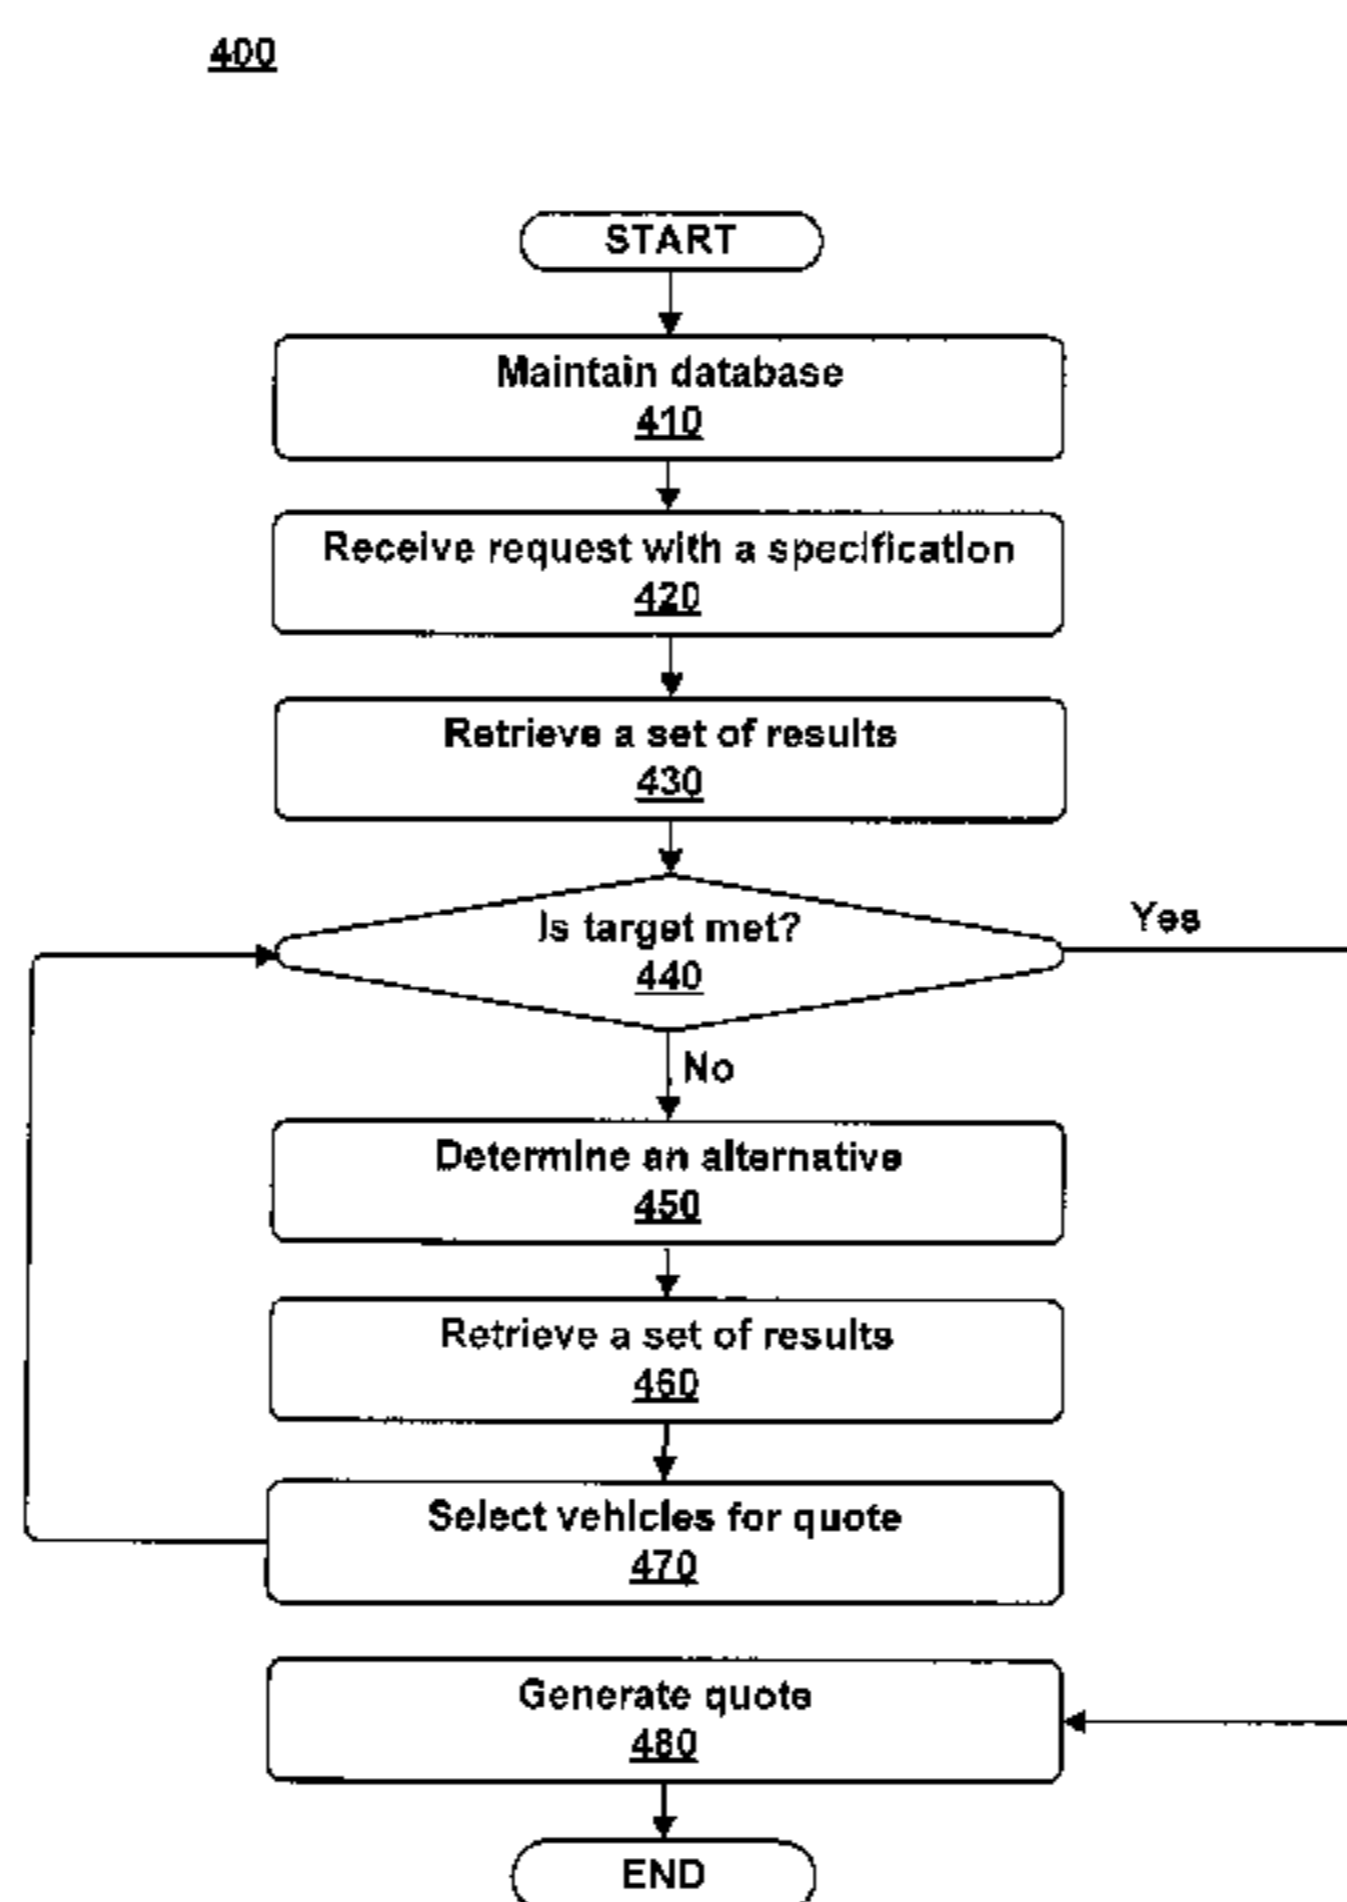 400
START
Maintain database
410
Receive request with a specification
420
Retrieve a set of results
430
Is target met?
440
Yes
No
Determine an alternative
450
Retrieve a set of results
460
Select vehicles for quote
470
Generate quote
480
END